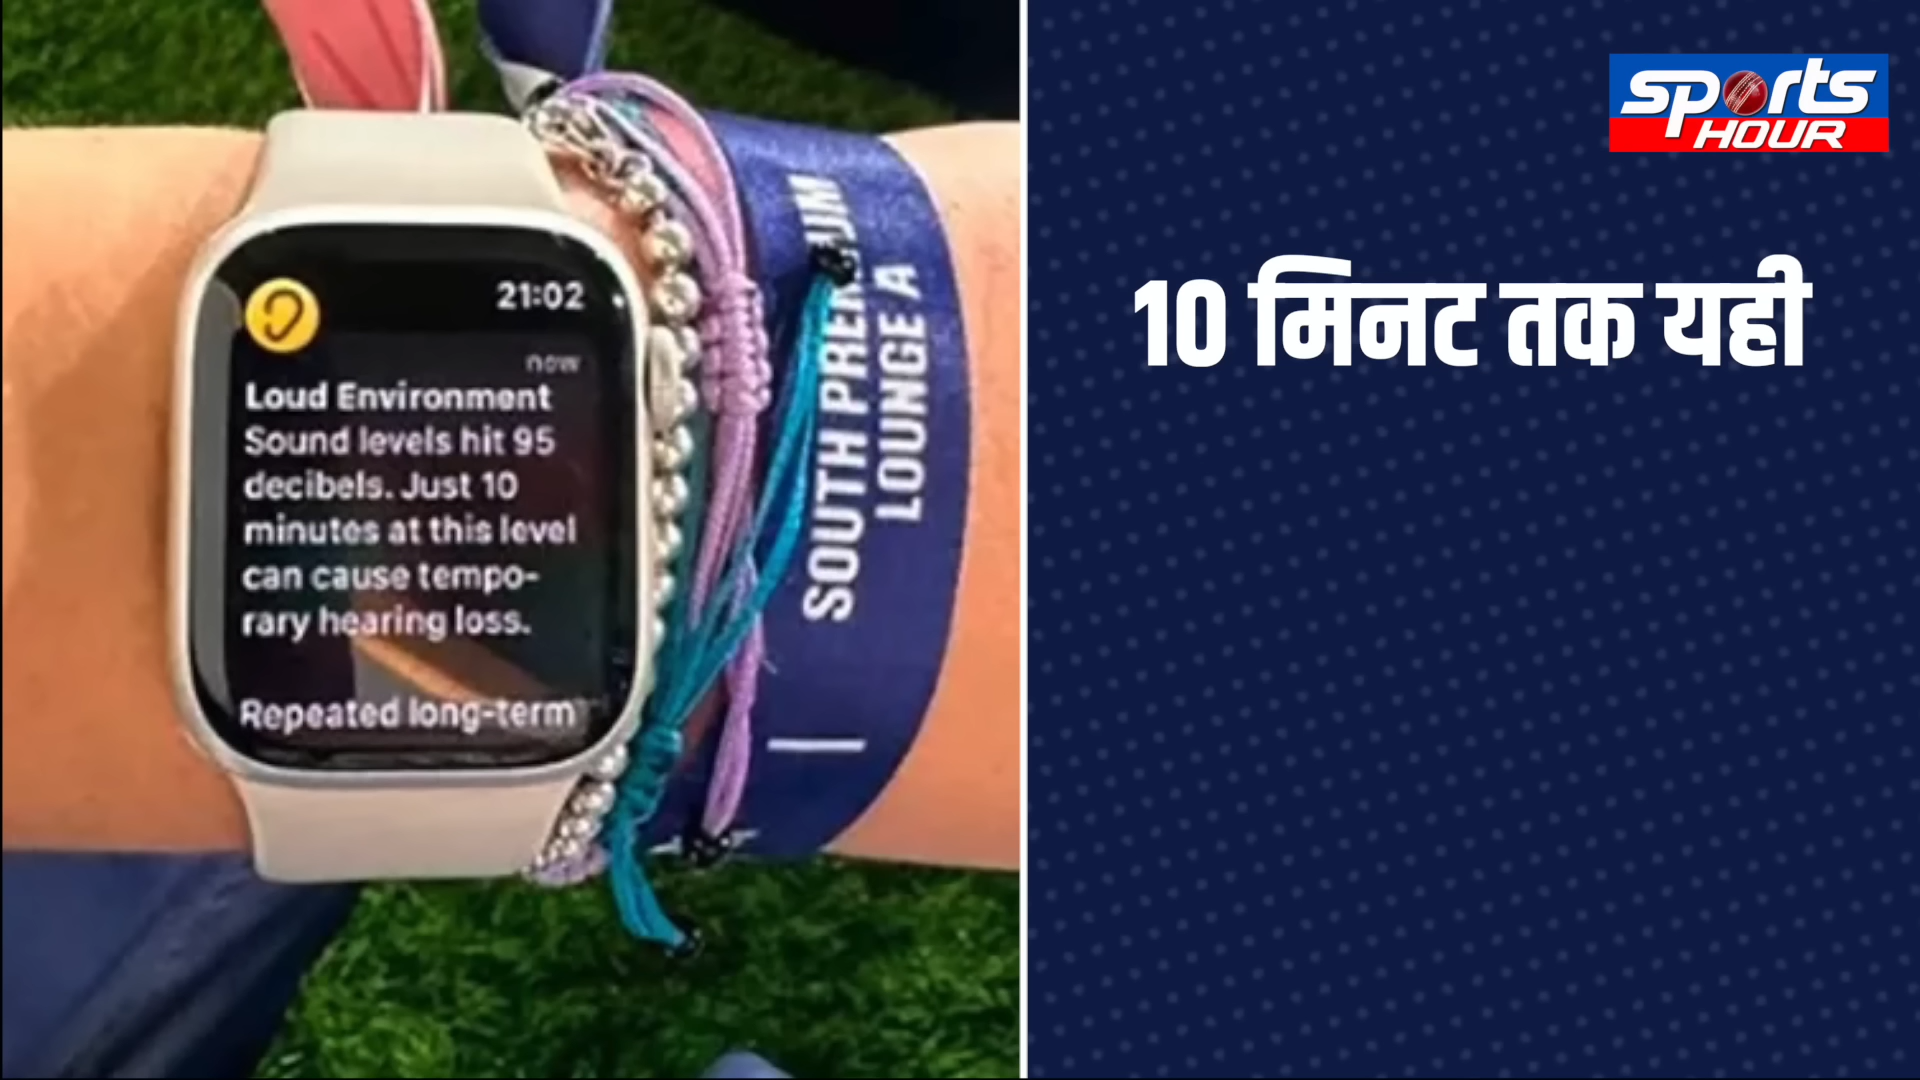 21:02
now
Loud Environment
Sound levels hit 95
decibels. Just 10
minutes at this level
can cause tempo-
rary hearing loss.
Repeated long-term
SOUTH PREMIUM
LOUNGE A
SPORTS
HOUR
10 मिनट तक यही